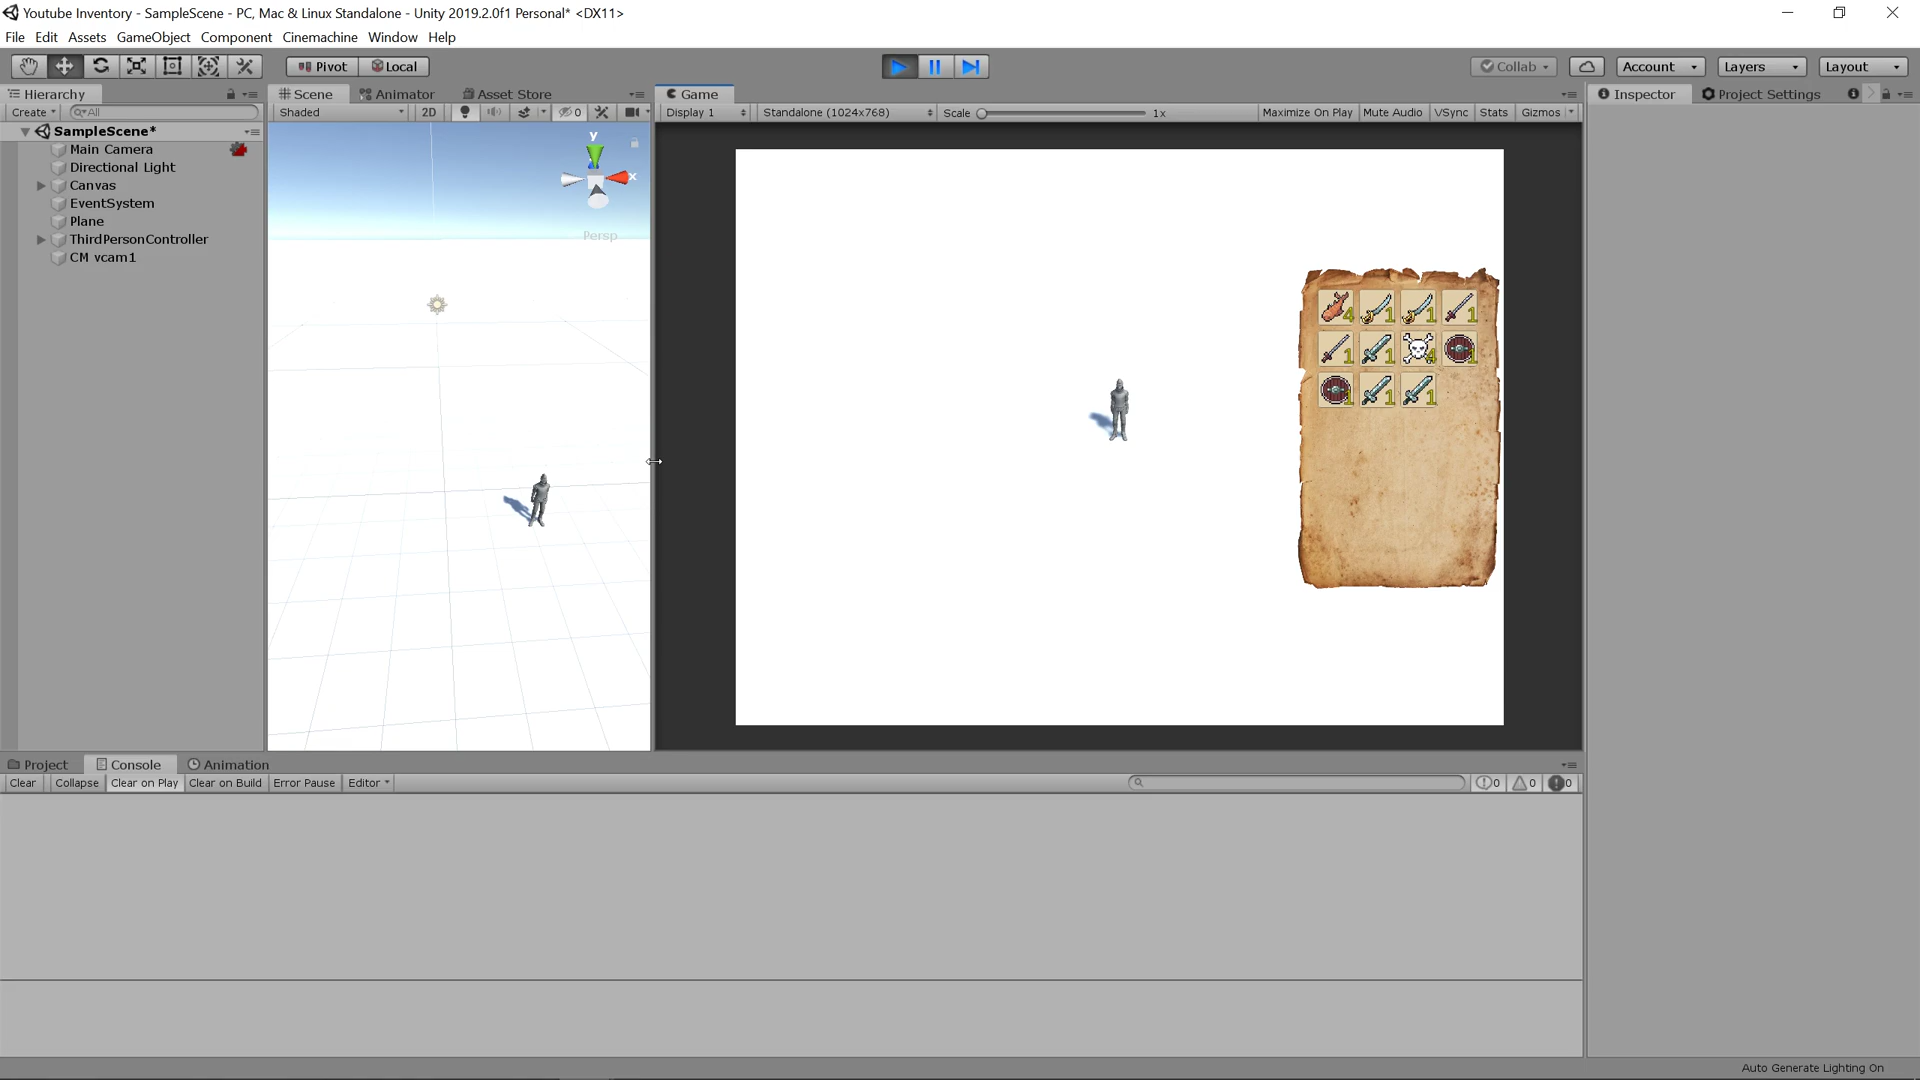 Youtube Inventory - SampleScene - PC, Mac & Linux Standalone - Unity 2019.2.0f1 Personal* <DX11>
File Edit Assets GameObject Component Cinemachine Window Help
Pivot Local Collab Account Layers Layout
Hierarchy Scene Animator Asset Store Game Inspector Project Settings
Create All Shaded 2D 0 Display 1 Standalone (1024x768) Scale 1x Maximize On Play Mute Audio VSync Stats Gizmos
SampleScene*
Main Camera
Directional Light
Canvas
EventSystem
Plane
ThirdPersonController
CM vcam1
y
x
Persp
4 1 1 1
1 1 4 1
1 1 1
Project Console Animation
Clear Collapse Clear on Play Clear on Build Error Pause Editor 0 0 0
Auto Generate Lighting On